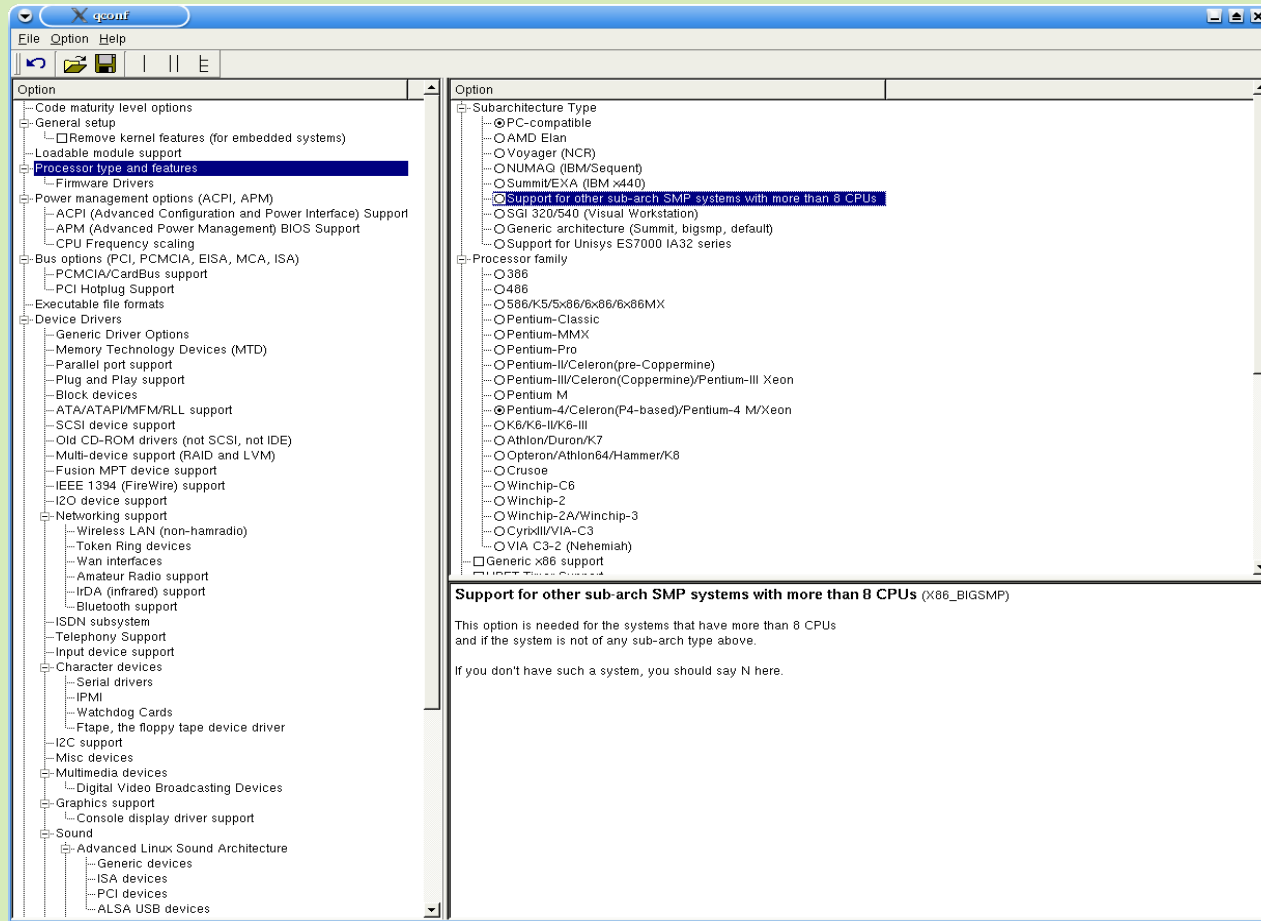 qconf
File Option Help
Option
Code maturity level options
General setup
Remove kernel features (for embedded systems)
Loadable module support
Processor type and features
Firmware Drivers
Power management options (ACPI, APM)
ACPI (Advanced Configuration and Power Interface) Support
APM (Advanced Power Management) BIOS Support
CPU Frequency scaling
Bus options (PCI, PCMCIA, EISA, MCA, ISA)
PCMCIA/CardBus support
PCI Hotplug Support
Executable file formats
Device Drivers
Generic Driver Options
Memory Technology Devices (MTD)
Parallel port support
Plug and Play support
Block devices
ATA/ATAPI/MFM/RLL support
SCSI device support
Old CD-ROM drivers (not SCSI, not IDE)
Multi-device support (RAID and LVM)
Fusion MPT device support
IEEE 1394 (FireWire) support
I2O device support
Networking support
Wireless LAN (non-hamradio)
Token Ring devices
Wan interfaces
Amateur Radio support
IrDA (infrared) support
Bluetooth support
ISDN subsystem
Telephony Support
Input device support
Character devices
Serial drivers
IPMI
Watchdog Cards
Ftape, the floppy tape device driver
I2C support
Misc devices
Multimedia devices
Digital Video Broadcasting Devices
Graphics support
Console display driver support
Sound
Advanced Linux Sound Architecture
Generic devices
ISA devices
PCI devices
ALSA USB devices
Option
Subarchitecture Type
PC-compatible
AMD Elan
Voyager (NCR)
NUMAQ (IBM/Sequent)
Summit/EXA (IBM x440)
Support for other sub-arch SMP systems with more than 8 CPUs
SGI 320/540 (Visual Workstation)
Generic architecture (Summit, bigsmp, default)
Support for Unisys ES7000 IA32 series
Processor family
386
486
586/K5/5x86/6x86/6x86MX
Pentium-Classic
Pentium-MMX
Pentium-Pro
Pentium-II/Celeron(pre-Coppermine)
Pentium-III/Celeron(Coppermine)/Pentium-III Xeon
Pentium M
Pentium-4/Celeron(P4-based)/Pentium-4 M/Xeon
K6/K6-II/K6-III
Athlon/Duron/K7
Opteron/Athlon64/Hammer/K8
Crusoe
Winchip-C6
Winchip-2
Winchip-2A/Winchip-3
CyrixIII/VIA-C3
VIA C3-2 (Nehemiah)
Generic x86 support
HPET Timer Support
Support for other sub-arch SMP systems with more than 8 CPUs (X86_BIGSMP)
This option is needed for the systems that have more than 8 CPUs
and if the system is not of any sub-arch type above.
If you don't have such a system, you should say N here.